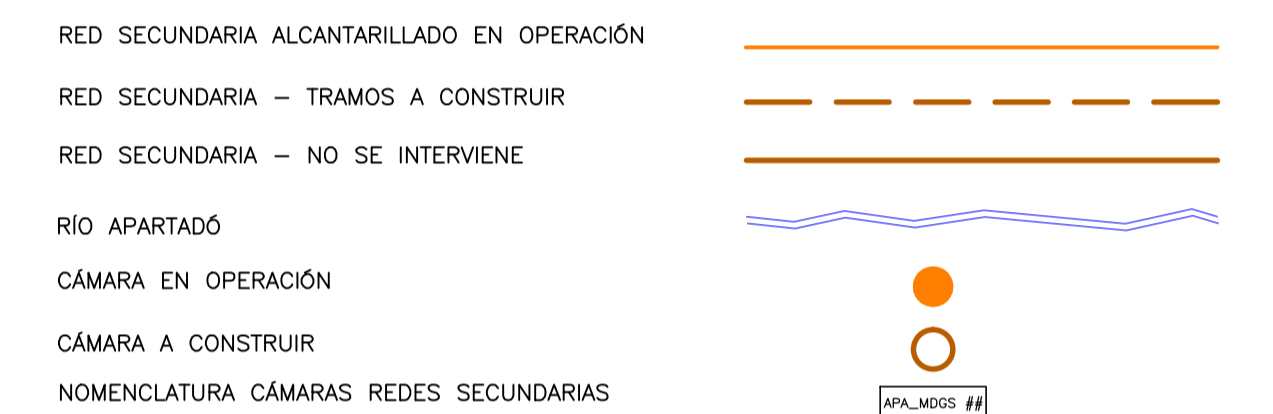 RED SECUNDARIA ALCANTARILLADO EN OPERACIÓN
RED SECUNDARIA – TRAMOS A CONSTRUIR
RED SECUNDARIA – NO SE INTERVIENE
RÍO APARTADÓ
CÁMARA EN OPERACIÓN
CÁMARA A CONSTRUIR
NOMENCLATURA CÁMARAS REDES SECUNDARIAS APA_MDGS ##